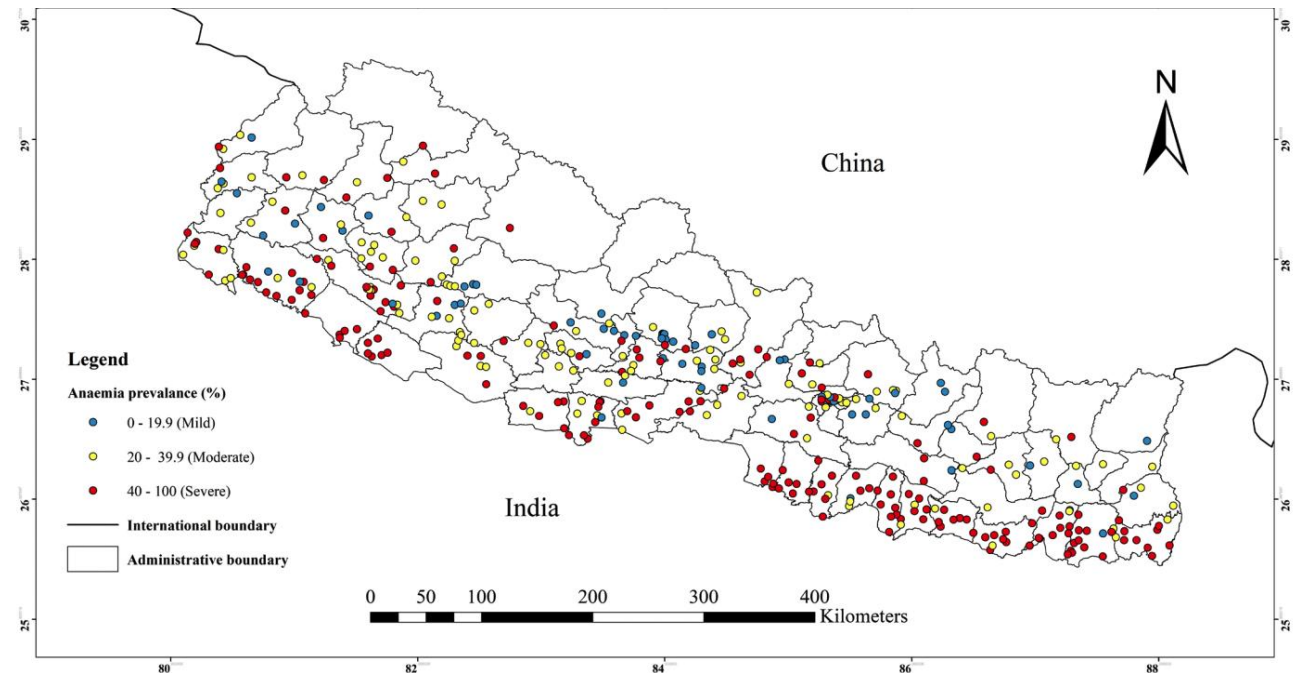 N
China
India
Legend
Anaemia prevalance (%)
0 - 19.9 (Mild)
20 - 39.9 (Moderate)
40 - 100 (Severe)
International boundary
Administrative boundary
0 50 100 200 300 400
Kilometers
30 30
29 29
28 28
27 27
26 26
25 25
80 82 84 86 88